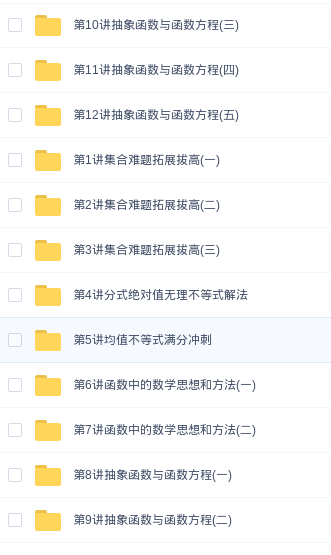 第10讲抽象函数与函数方程(三)
第11讲抽象函数与函数方程(四)
第12讲抽象函数与函数方程(五)
第1讲集合难题拓展拔高(一)
第2讲集合难题拓展拔高(二)
第3讲集合难题拓展拔高(三)
第4讲分式绝对值无理不等式解法
第5讲均值不等式满分冲刺
第6讲函数中的数学思想和方法(一)
第7讲函数中的数学思想和方法(二)
第8讲抽象函数与函数方程(一)
第9讲抽象函数与函数方程(二)